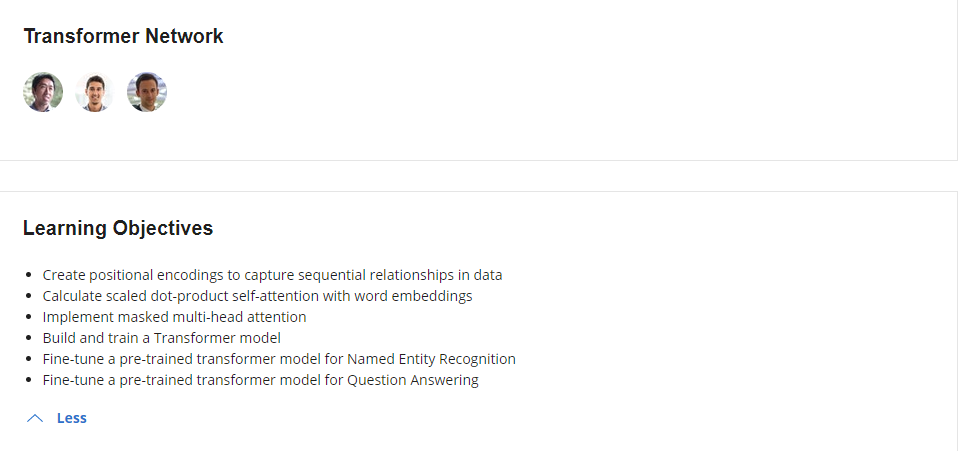 Transformer Network
Learning Objectives
Create positional encodings to capture sequential relationships in data
Calculate scaled dot-product self-attention with word embeddings
Implement masked multi-head attention
Build and train a Transformer model
Fine-tune a pre-trained transformer model for Named Entity Recognition
Fine-tune a pre-trained transformer model for Question Answering
Less